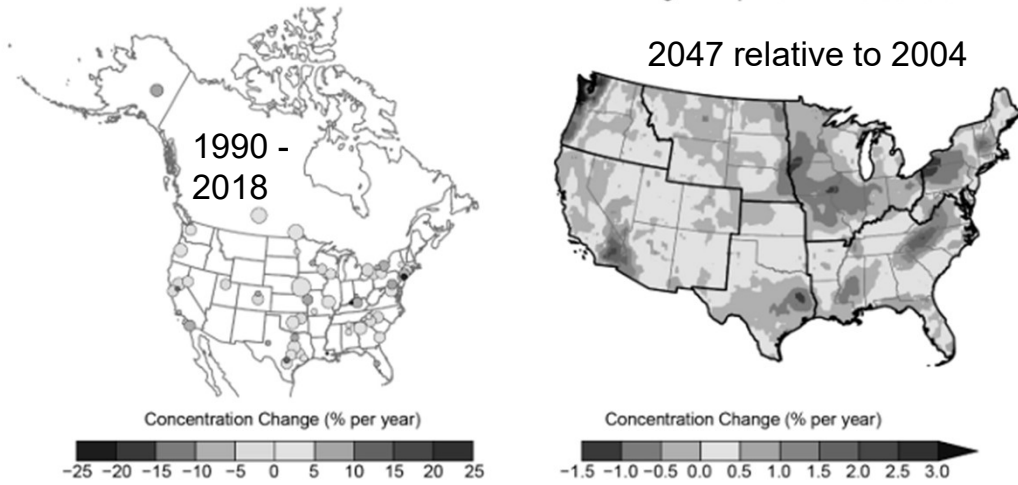 2047 relative to 2004
1990 -
2018
Concentration Change (% per year)
−25 −20 −15 −10 −5 0 5 10 15 20 25
Concentration Change (% per year)
−1.5 −1.0 −0.5 0.0 0.5 1.0 1.5 2.0 3.0